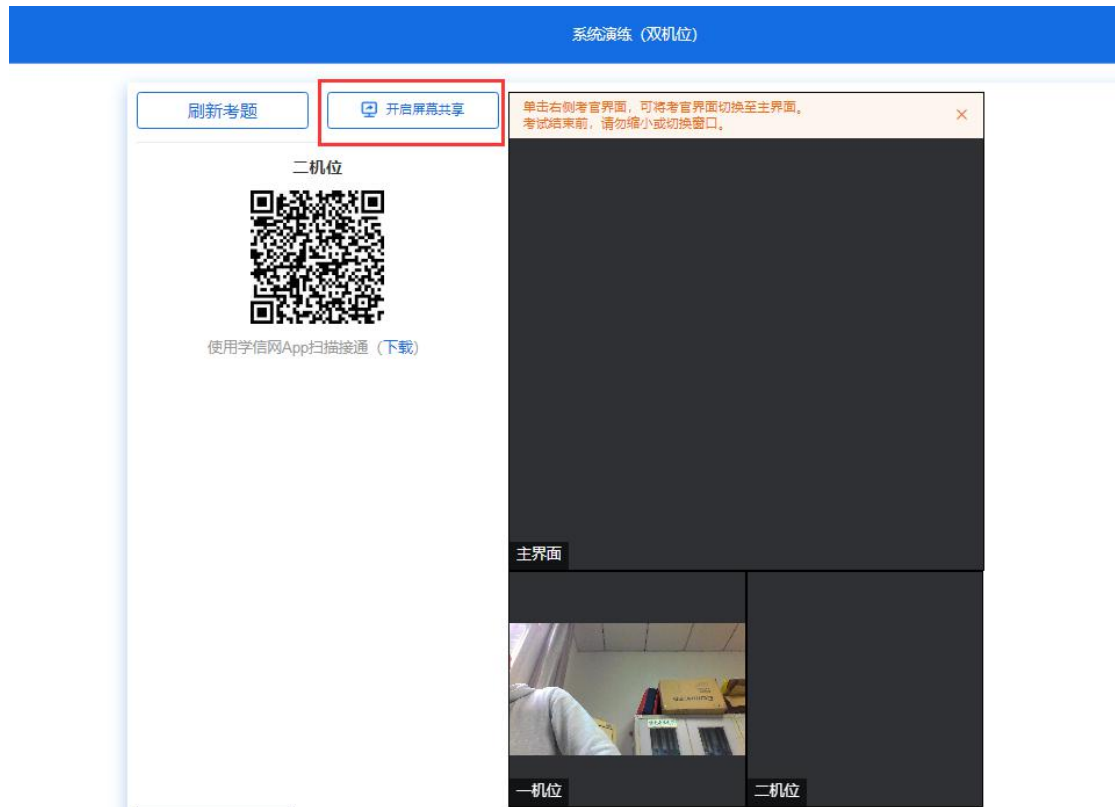 系统演练（双机位）
刷新考题
开启屏幕共享
单击右侧考官界面，可将考官界面切换至主界面。
考试结束前，请勿缩小或切换窗口。
二机位
使用学信网App扫描接通（下载）
主界面
一机位
二机位